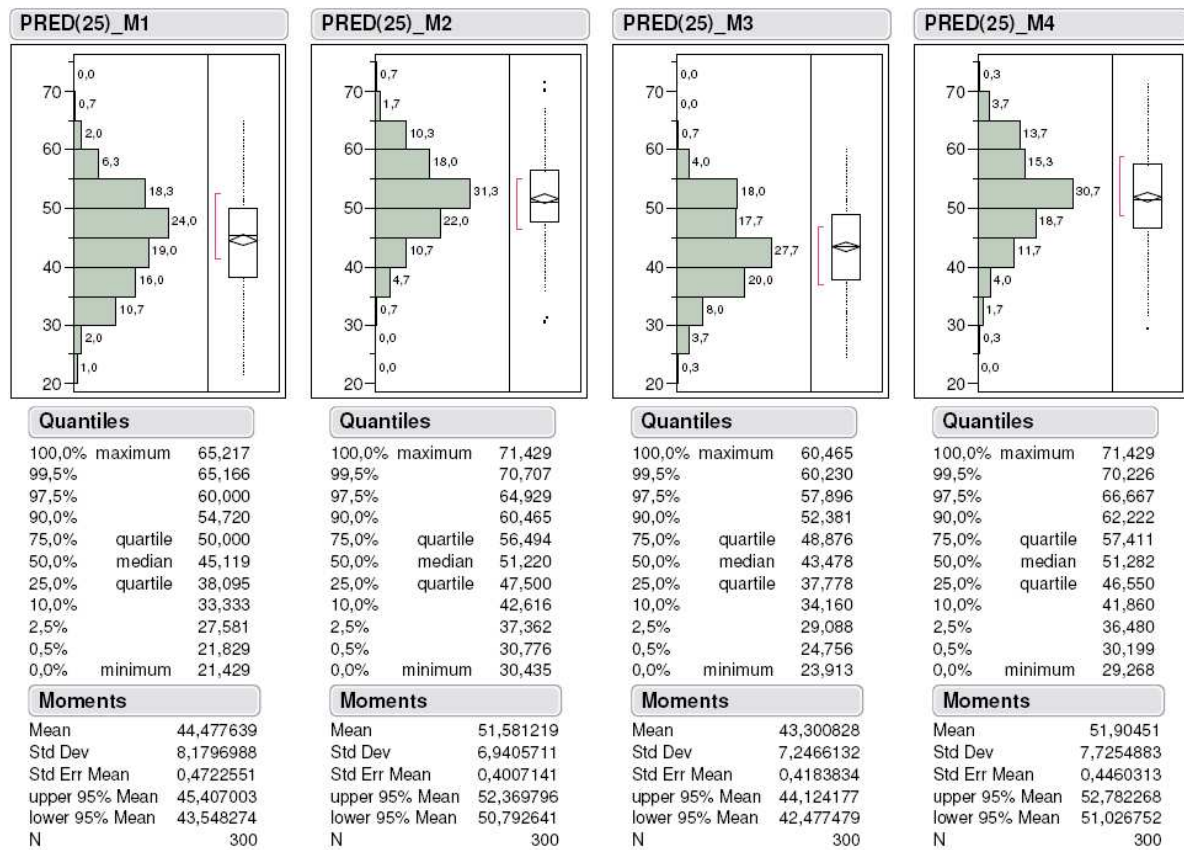 PRED(25)_M1
0,0
70
0,7
2,0
60
6,3
18,3
50
24,0
19,0
40
16,0
10,7
30
2,0
1,0
20
Quantiles
100,0% maximum 65,217
99,5% 65,166
97,5% 60,000
90,0% 54,720
75,0% quartile 50,000
50,0% median 45,119
25,0% quartile 38,095
10,0% 33,333
2,5% 27,581
0,5% 21,829
0,0% minimum 21,429
Moments
Mean 44,477639
Std Dev 8,1796988
Std Err Mean 0,4722551
upper 95% Mean 45,407003
lower 95% Mean 43,548274
N 300
PRED(25)_M2
0,7
70
1,7
10,3
60
18,0
31,3
50
22,0
10,7
40
4,7
0,7
30
0,0
0,0
20
Quantiles
100,0% maximum 71,429
99,5% 70,707
97,5% 64,929
90,0% 60,465
75,0% quartile 56,494
50,0% median 51,220
25,0% quartile 47,500
10,0% 42,616
2,5% 37,362
0,5% 30,776
0,0% minimum 30,435
Moments
Mean 51,581219
Std Dev 6,9405711
Std Err Mean 0,4007141
upper 95% Mean 52,369796
lower 95% Mean 50,792641
N 300
PRED(25)_M3
0,0
70
0,0
0,7
60
4,0
18,0
50
17,7
27,7
40
20,0
8,0
30
3,7
0,3
20
Quantiles
100,0% maximum 60,465
99,5% 60,230
97,5% 57,896
90,0% 52,381
75,0% quartile 48,876
50,0% median 43,478
25,0% quartile 37,778
10,0% 34,160
2,5% 29,088
0,5% 24,756
0,0% minimum 23,913
Moments
Mean 43,300828
Std Dev 7,2466132
Std Err Mean 0,4183834
upper 95% Mean 44,124177
lower 95% Mean 42,477479
N 300
PRED(25)_M4
0,3
70
3,7
13,7
60
15,3
30,7
50
18,7
11,7
40
4,0
1,7
30
0,3
0,0
20
Quantiles
100,0% maximum 71,429
99,5% 70,226
97,5% 66,667
90,0% 62,222
75,0% quartile 57,411
50,0% median 51,282
25,0% quartile 46,550
10,0% 41,860
2,5% 36,480
0,5% 30,199
0,0% minimum 29,268
Moments
Mean 51,90451
Std Dev 7,7254883
Std Err Mean 0,4460313
upper 95% Mean 52,782268
lower 95% Mean 51,026752
N 300